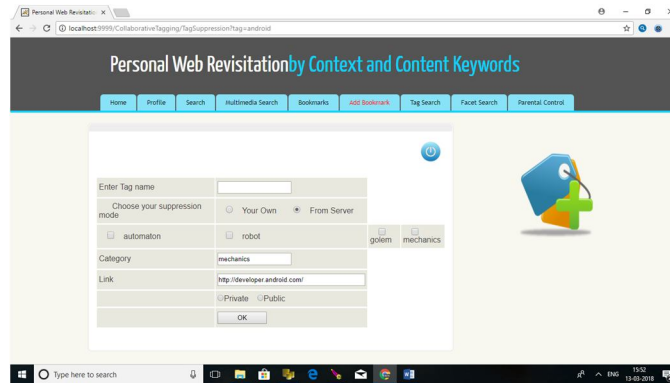 Personal Web Revisitatio
localhost:9999/CollaborativeTagging/TagSuppression?tag=android
Personal Web Revisitationby Context and Content Keywords
Home Profile Search Multimedia Search Bookmarks Add Bookmark Tag Search Facet Search Parental Control
Enter Tag name
Choose your suppression mode Your Own From Server
automaton robot golem mechanics
Category mechanics
Link http://developer.android.com/
Private Public
OK
Type here to search
ENG
15:52
13-03-2018